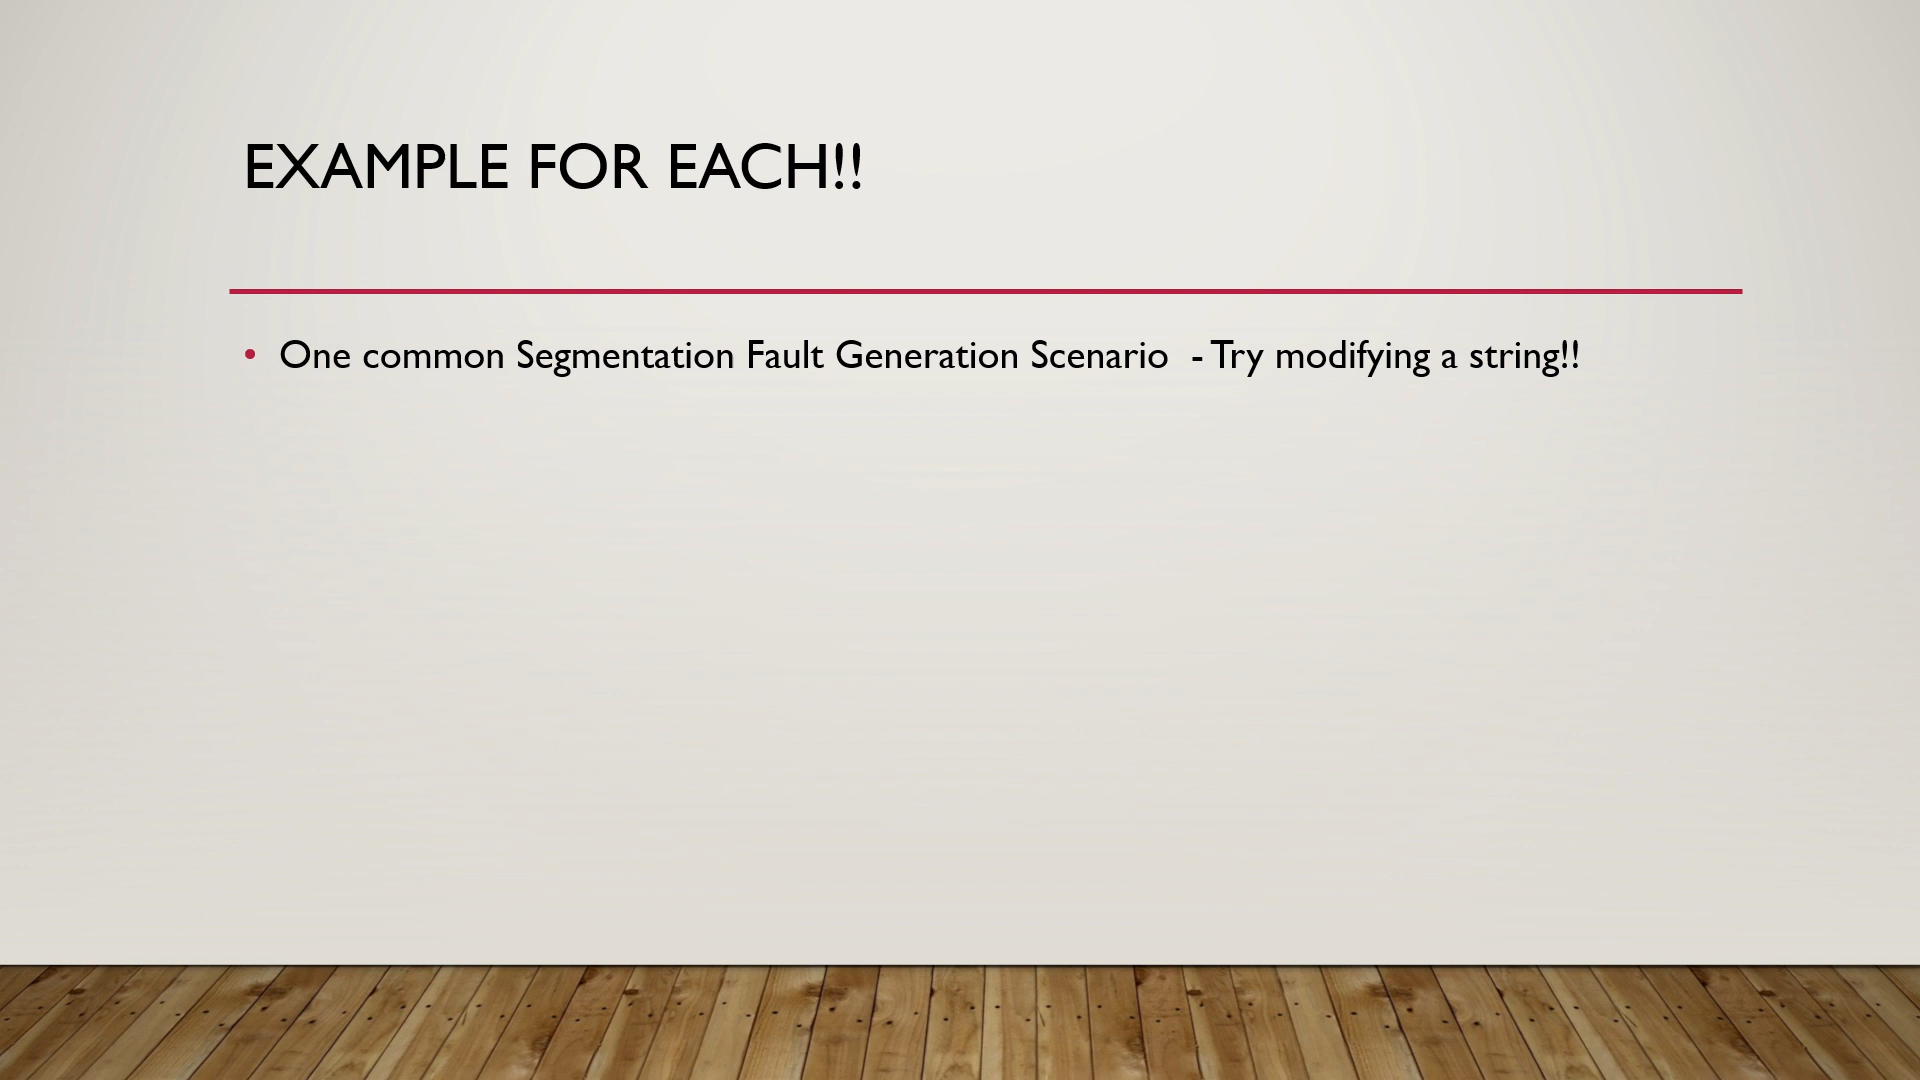 EXAMPLE FOR EACH!!
• One common Segmentation Fault Generation Scenario  - Try modifying a string!!